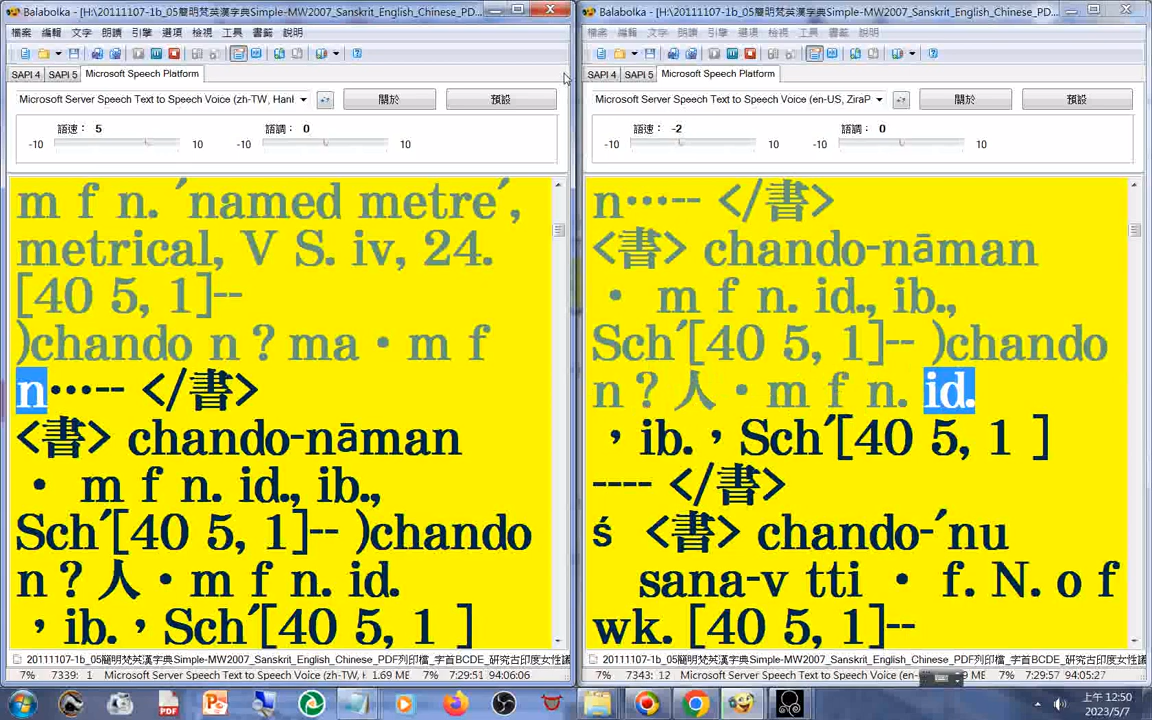 Balabolka - [H:\20111107-1b_05簡明梵英漢字典Simple-MW2007_Sanskrit_English_Chinese_PD...
檔案 編輯 文字 朗讀 引擎 選項 檢視 工具 書籤 說明
SAPI 4 SAPI 5 Microsoft Speech Platform
Microsoft Server Speech Text to Speech Voice (zh-TW, HanI
關於
預設
語速： 5
語調： 0
-10 10 -10 10
m f n. ′named metre′,
metrical, V S. iv, 24.
[40 5, 1]--
)chando n？ma‧m f
n…-- </書>
<書> chando-nāman
‧ m f n. id., ib.,
Sch′[40 5, 1]-- )chando
n？人‧m f n. id.
，ib.，Sch′[40 5, 1 ]
20111107-1b_05簡明梵英漢字典Simple-MW2007_Sanskrit_English_Chinese_PDF列印檔_字首BCDE_研究古印度女性議
7% 7339: 1 Microsoft Server Speech Text to Speech Voice (zh-TW, H 1.69 MB 7% 7:29:51 94:06:06
Balabolka - [H:\20111107-1b_05簡明梵英漢字典Simple-MW2007_Sanskrit_English_Chinese_PD...
檔案 編輯 文字 朗讀 引擎 選項 檢視 工具 書籤 說明
SAPI 4 SAPI 5 Microsoft Speech Platform
Microsoft Server Speech Text to Speech Voice (en-US, ZiraP
關於
預設
語速： -2
語調： 0
-10 10 -10 10
n…-- </書>
<書> chando-nāman
‧ m f n. id., ib.,
Sch′[40 5, 1]-- )chando
n？人‧m f n. id.
，ib.，Sch′[40 5, 1 ]
---- </書>
ś <書> chando-′nu
sana-v tti ‧ f. N. o f
wk. [40 5, 1]--
20111107-1b_05簡明梵英漢字典Simple-MW2007_Sanskrit_English_Chinese_PDF列印檔_字首BCDE_研究古印度女性議
7% 7343: 12 Microsoft Server Speech Text to Speech Voice (en- 9 MB 7% 7:29:57 94:05:27
PDF
上午 12:50
2023/5/7